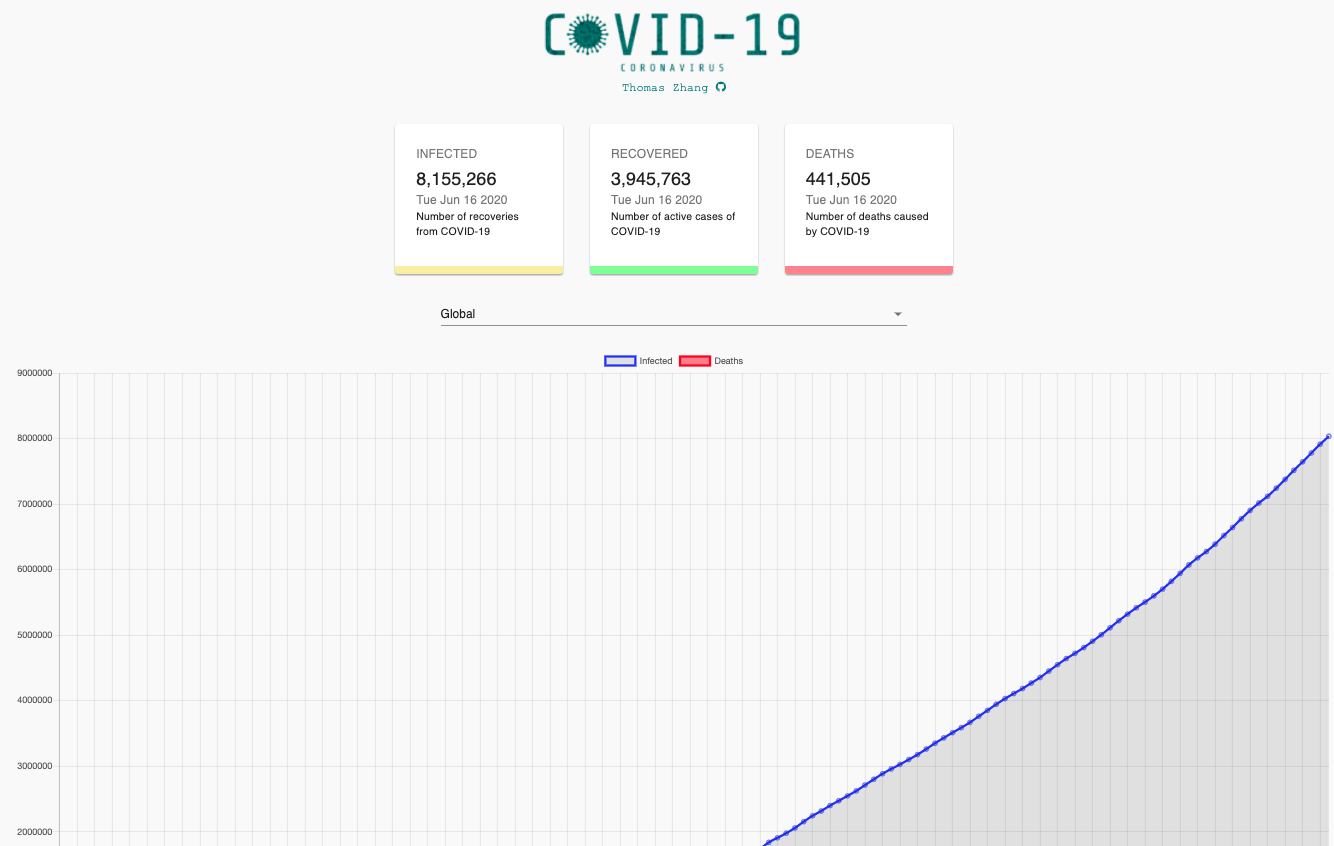 COVID-19
CORONAVIRUS
Thomas Zhang
INFECTED
8,155,266
Tue Jun 16 2020
Number of recoveries
from COVID-19
RECOVERED
3,945,763
Tue Jun 16 2020
Number of active cases of
COVID-19
DEATHS
441,505
Tue Jun 16 2020
Number of deaths caused
by COVID-19
Global
Infected Deaths
9000000
8000000
7000000
6000000
5000000
4000000
3000000
2000000